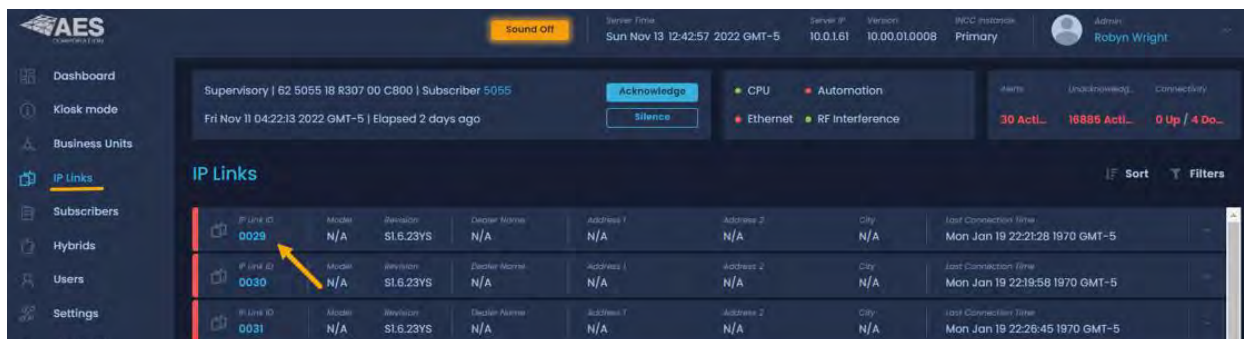 AES
CORPORATION
Sound Off
Server Time
Sun Nov 13 12:42:57 2022 GMT-5
Server IP
10.0.1.61
Version
10.00.01.0008
INCC Instance
Primary
Admin
Robyn Wright
Dashboard
Kiosk mode
Business Units
IP Links
Subscribers
Hybrids
Users
Settings
Supervisory | 62 5055 18 R307 00 C800 | Subscriber 5055
Fri Nov 11 04:22:13 2022 GMT-5 | Elapsed 2 days ago
Acknowledge
Silence
CPU
Automation
Ethernet
RF Interference
Alerts
30 Acti...
Unacknowledg...
16885 Acti...
Connectivity
0 Up / 4 Do...
IP Links
Sort
Filters
IP Link ID Model Revision Dealer Name Address 1 Address 2 City Last Connection Time
0029 N/A S1.6.23YS N/A N/A N/A N/A Mon Jan 19 22:21:28 1970 GMT-5
IP Link ID Model Revision Dealer Name Address 1 Address 2 City Last Connection Time
0030 N/A S1.6.23YS N/A N/A N/A N/A Mon Jan 19 22:19:58 1970 GMT-5
IP Link ID Model Revision Dealer Name Address 1 Address 2 City Last Connection Time
0031 N/A S1.6.23YS N/A N/A N/A N/A Mon Jan 19 22:26:45 1970 GMT-5